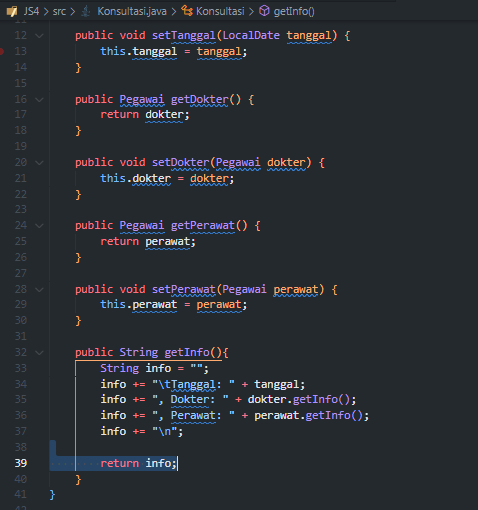 JS4 > src > Konsultasi.java > Konsultasi > getInfo()
12 public void setTanggal(LocalDate tanggal) {
13 this.tanggal = tanggal;
14 }
15
16 public Pegawai getDokter() {
17 return dokter;
18 }
19
20 public void setDokter(Pegawai dokter) {
21 this.dokter = dokter;
22 }
23
24 public Pegawai getPerawat() {
25 return perawat;
26 }
27
28 public void setPerawat(Pegawai perawat) {
29 this.perawat = perawat;
30 }
31
32 public String getInfo(){
33 String info = "";
34 info += "\tTanggal: " + tanggal;
35 info += ", Dokter: " + dokter.getInfo();
36 info += ", Perawat: " + perawat.getInfo();
37 info += "\n";
38
39 return info;
40 }
41 }